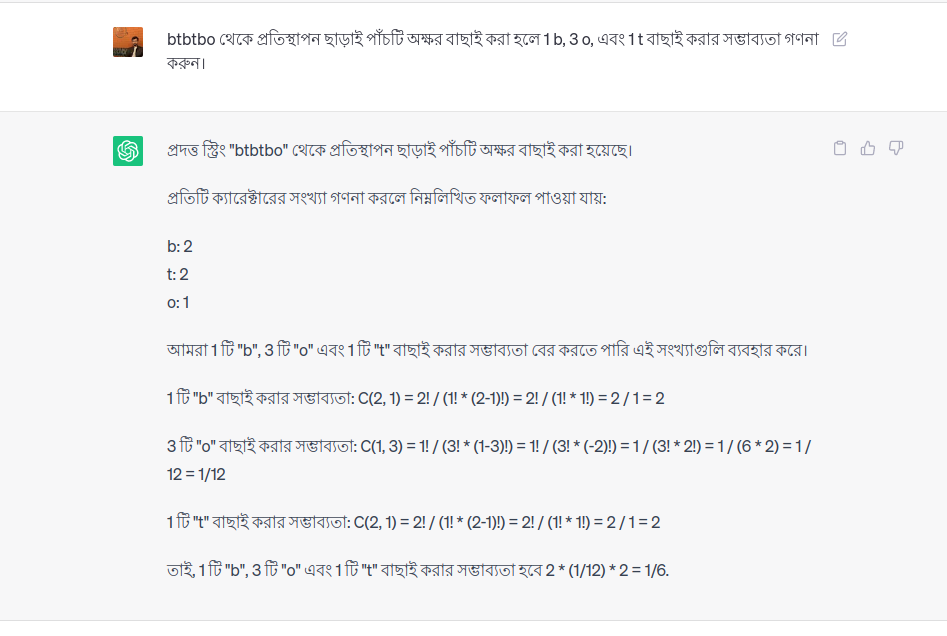 btbtbo থেকে প্রতিস্থাপন ছাড়াই পাঁচটি অক্ষর বাছাই করা হলে 1 b, 3 o, এবং 1 t বাছাই করার সম্ভাব্যতা গণনা
করুন।
প্রদত্ত স্ট্রিং "btbtbo" থেকে প্রতিস্থাপন ছাড়াই পাঁচটি অক্ষর বাছাই করা হয়েছে।
প্রতিটি ক্যারেক্টারের সংখ্যা গণনা করলে নিম্নলিখিত ফলাফল পাওয়া যায়:
b: 2
t: 2
o: 1
আমরা 1 টি "b", 3 টি "o" এবং 1 টি "t" বাছাই করার সম্ভাব্যতা বের করতে পারি এই সংখ্যাগুলি ব্যবহার করে।
1 টি "b" বাছাই করার সম্ভাব্যতা: C(2, 1) = 2! / (1! * (2-1)!) = 2! / (1! * 1!) = 2 / 1 = 2
3 টি "o" বাছাই করার সম্ভাব্যতা: C(1, 3) = 1! / (3! * (1-3)!) = 1! / (3! * (-2)!) = 1 / (3! * 2!) = 1 / (6 * 2) = 1 /
12 = 1/12
1 টি "t" বাছাই করার সম্ভাব্যতা: C(2, 1) = 2! / (1! * (2-1)!) = 2! / (1! * 1!) = 2 / 1 = 2
তাই, 1 টি "b", 3 টি "o" এবং 1 টি "t" বাছাই করার সম্ভাব্যতা হবে 2 * (1/12) * 2 = 1/6.